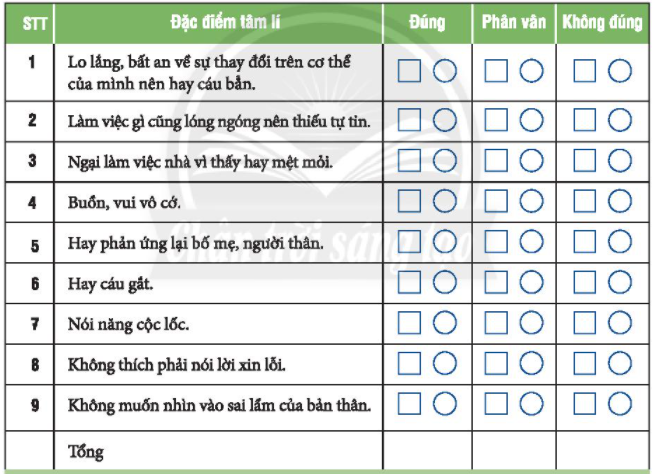 STT Đặc điểm tâm lí Đúng Phân vân Không đúng
1 Lo lắng, bất an về sự thay đổi trên cơ thể
của mình nên hay cáu bẳn.
2 Làm việc gì cũng lóng ngóng nên thiếu tự tin.
3 Ngại làm việc nhà vì thấy hay mệt mỏi.
4 Buồn, vui vô cớ.
5 Hay phản ứng lại bố mẹ, người thân.
6 Hay cáu gắt.
7 Nói năng cộc lốc.
8 Không thích phải nói lời xin lỗi.
9 Không muốn nhìn vào sai lầm của bản thân.
Tổng
Chân trời sáng tạo